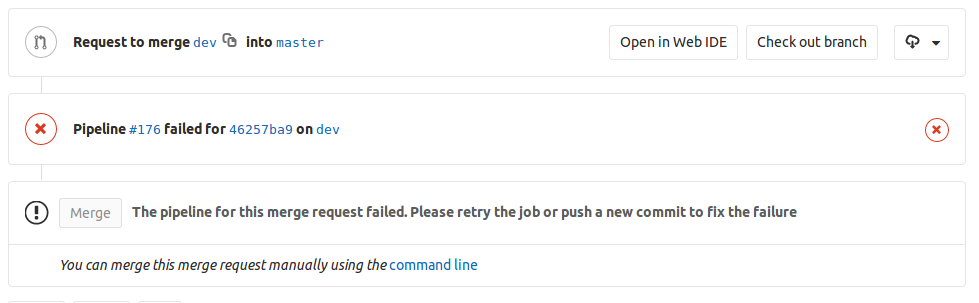 Request to merge dev into master
Open in Web IDE
Check out branch
Pipeline #176 failed for 46257ba9 on dev
Merge
The pipeline for this merge request failed. Please retry the job or push a new commit to fix the failure
You can merge this merge request manually using the command line